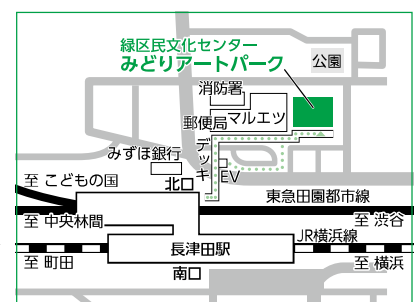 緑区民文化センター
みどりアートパーク
公園
消防署
郵便局
マルエツ
みずほ銀行
デッキ
EV
北口
至 こどもの国
東急田園都市線
至 中央林間
至 渋谷
JR横浜線
長津田駅
至 町田
至 横浜
南口